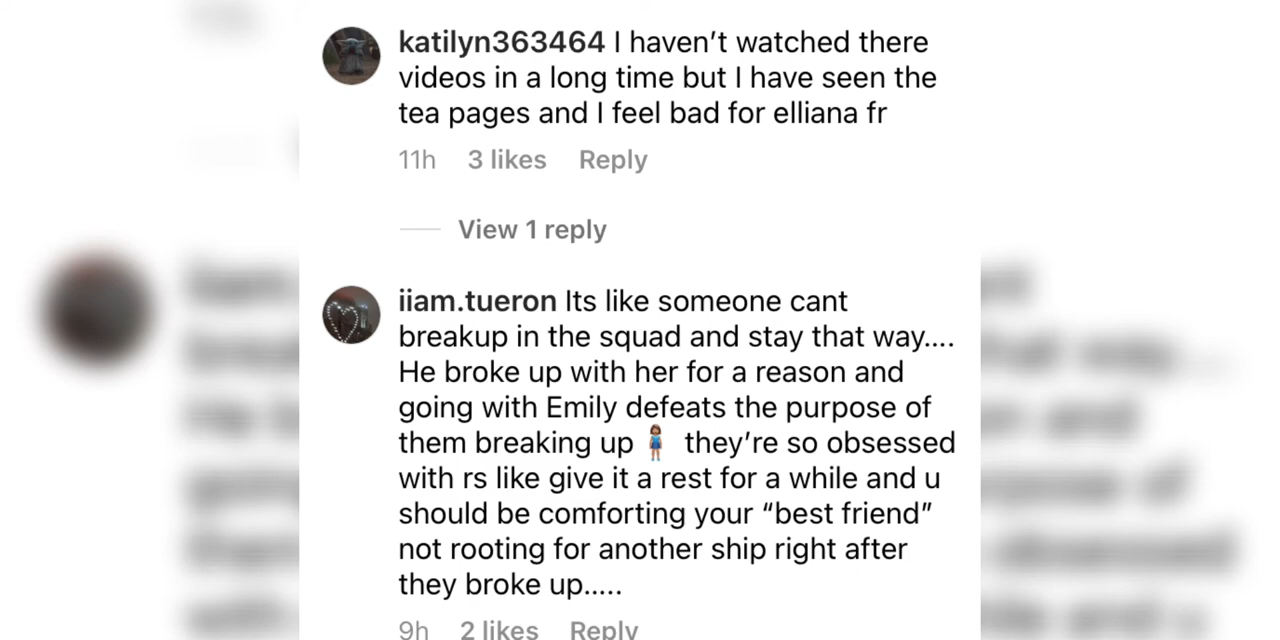 katilyn363464 I haven’t watched there
videos in a long time but I have seen the
tea pages and I feel bad for elliana fr
11h 3 likes Reply
View 1 reply
iiam.tueron Its like someone cant
breakup in the squad and stay that way....
He broke up with her for a reason and
going with Emily defeats the purpose of
them breaking up 🧍🏽‍♀️ they’re so obsessed
with rs like give it a rest for a while and u
should be comforting your “best friend”
not rooting for another ship right after
they broke up.....
9h 2 likes Reply